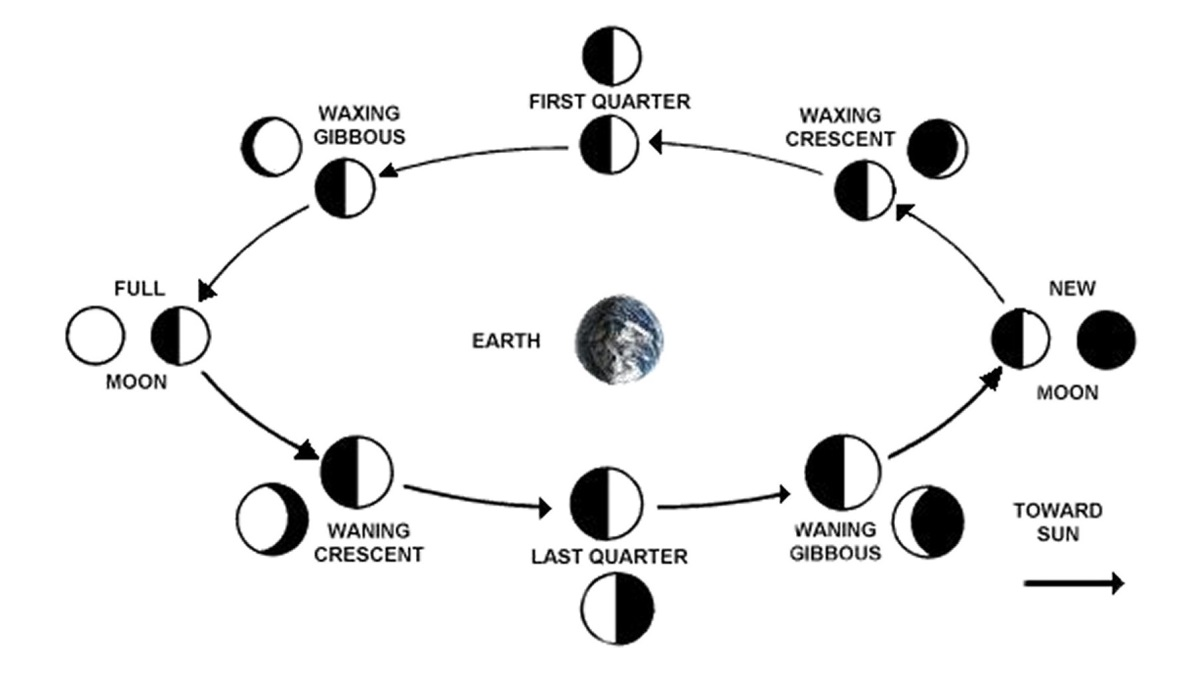 FIRST QUARTER
WAXING
GIBBOUS
WAXING
CRESCENT
FULL
MOON
NEW
MOON
EARTH
WANING
CRESCENT
LAST QUARTER
WANING
GIBBOUS
TOWARD
SUN